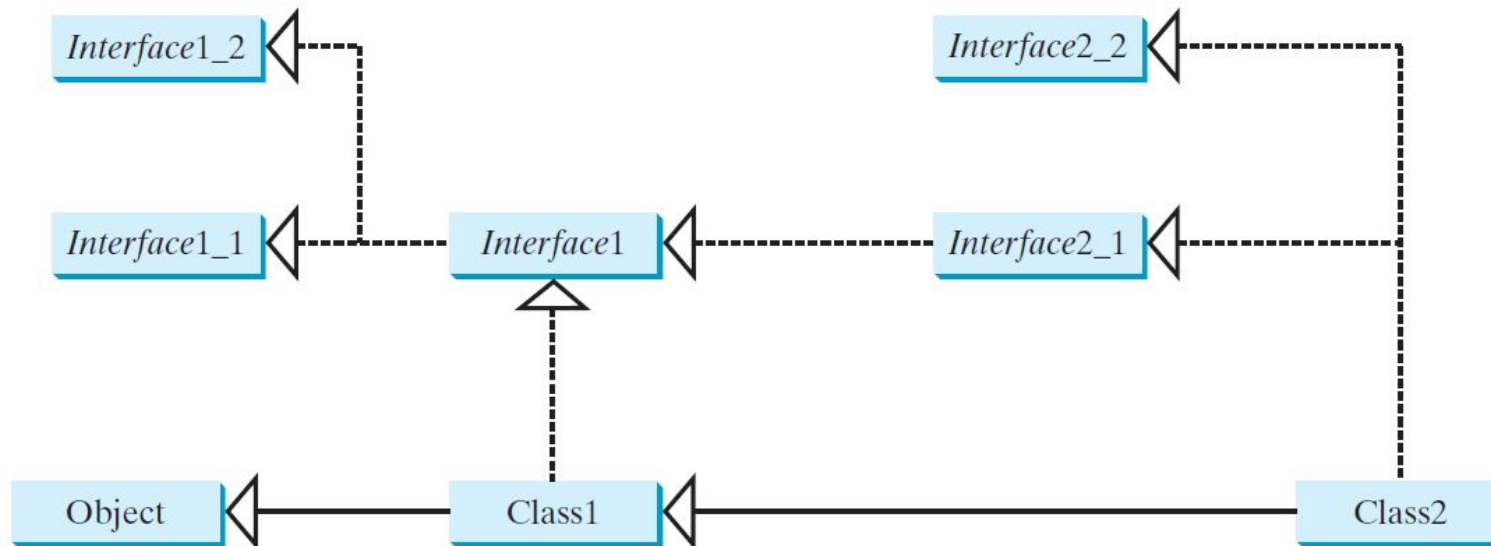 Interface1_2
Interface2_2
Interface1_1
Interface1
Interface2_1
Object
Class1
Class2